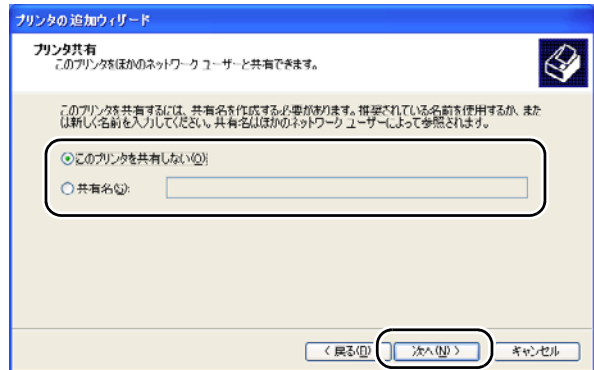 プリンタの追加ウィザード
プリンタ共有
このプリンタをほかのネットワーク ユーザーと共有できます。
このプリンタを共有するには、共有名を作成する必要があります。推奨されている名前を使用するか、また
は新しく名前を入力してください。共有名はほかのネットワーク ユーザーによって参照されます。
このプリンタを共有しない(O)
共有名(S):
< 戻る(B) 次へ(N) > キャンセル